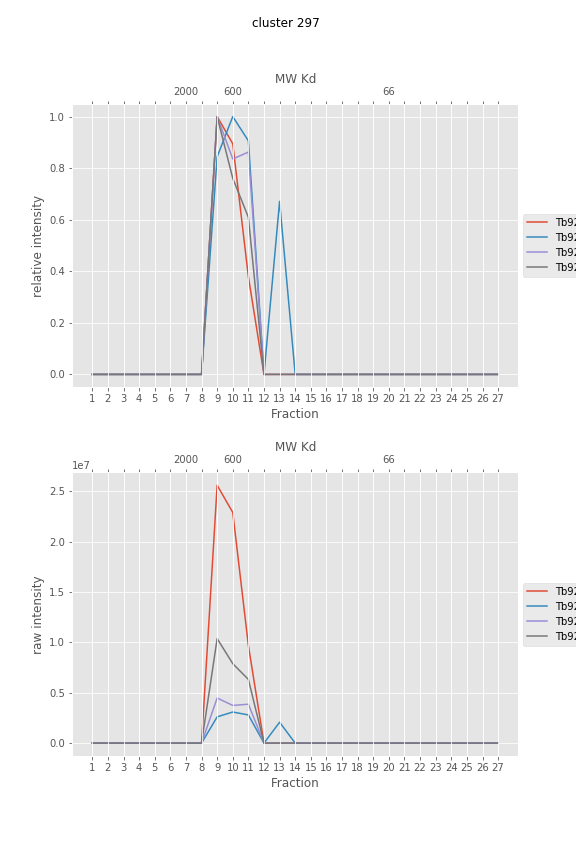 cluster 297
MW Kd
2000 600 66
1.0
0.8
0.6
0.4
0.2
0.0
relative intensity
1 2 3 4 5 6 7 8 9 10 11 12 13 14 15 16 17 18 19 20 21 22 23 24 25 26 27
Fraction
Tb92
Tb92
Tb92
Tb92
MW Kd
1e7
2000 600 66
2.5
2.0
1.5
1.0
0.5
0.0
raw intensity
1 2 3 4 5 6 7 8 9 10 11 12 13 14 15 16 17 18 19 20 21 22 23 24 25 26 27
Fraction
Tb92
Tb92
Tb92
Tb92